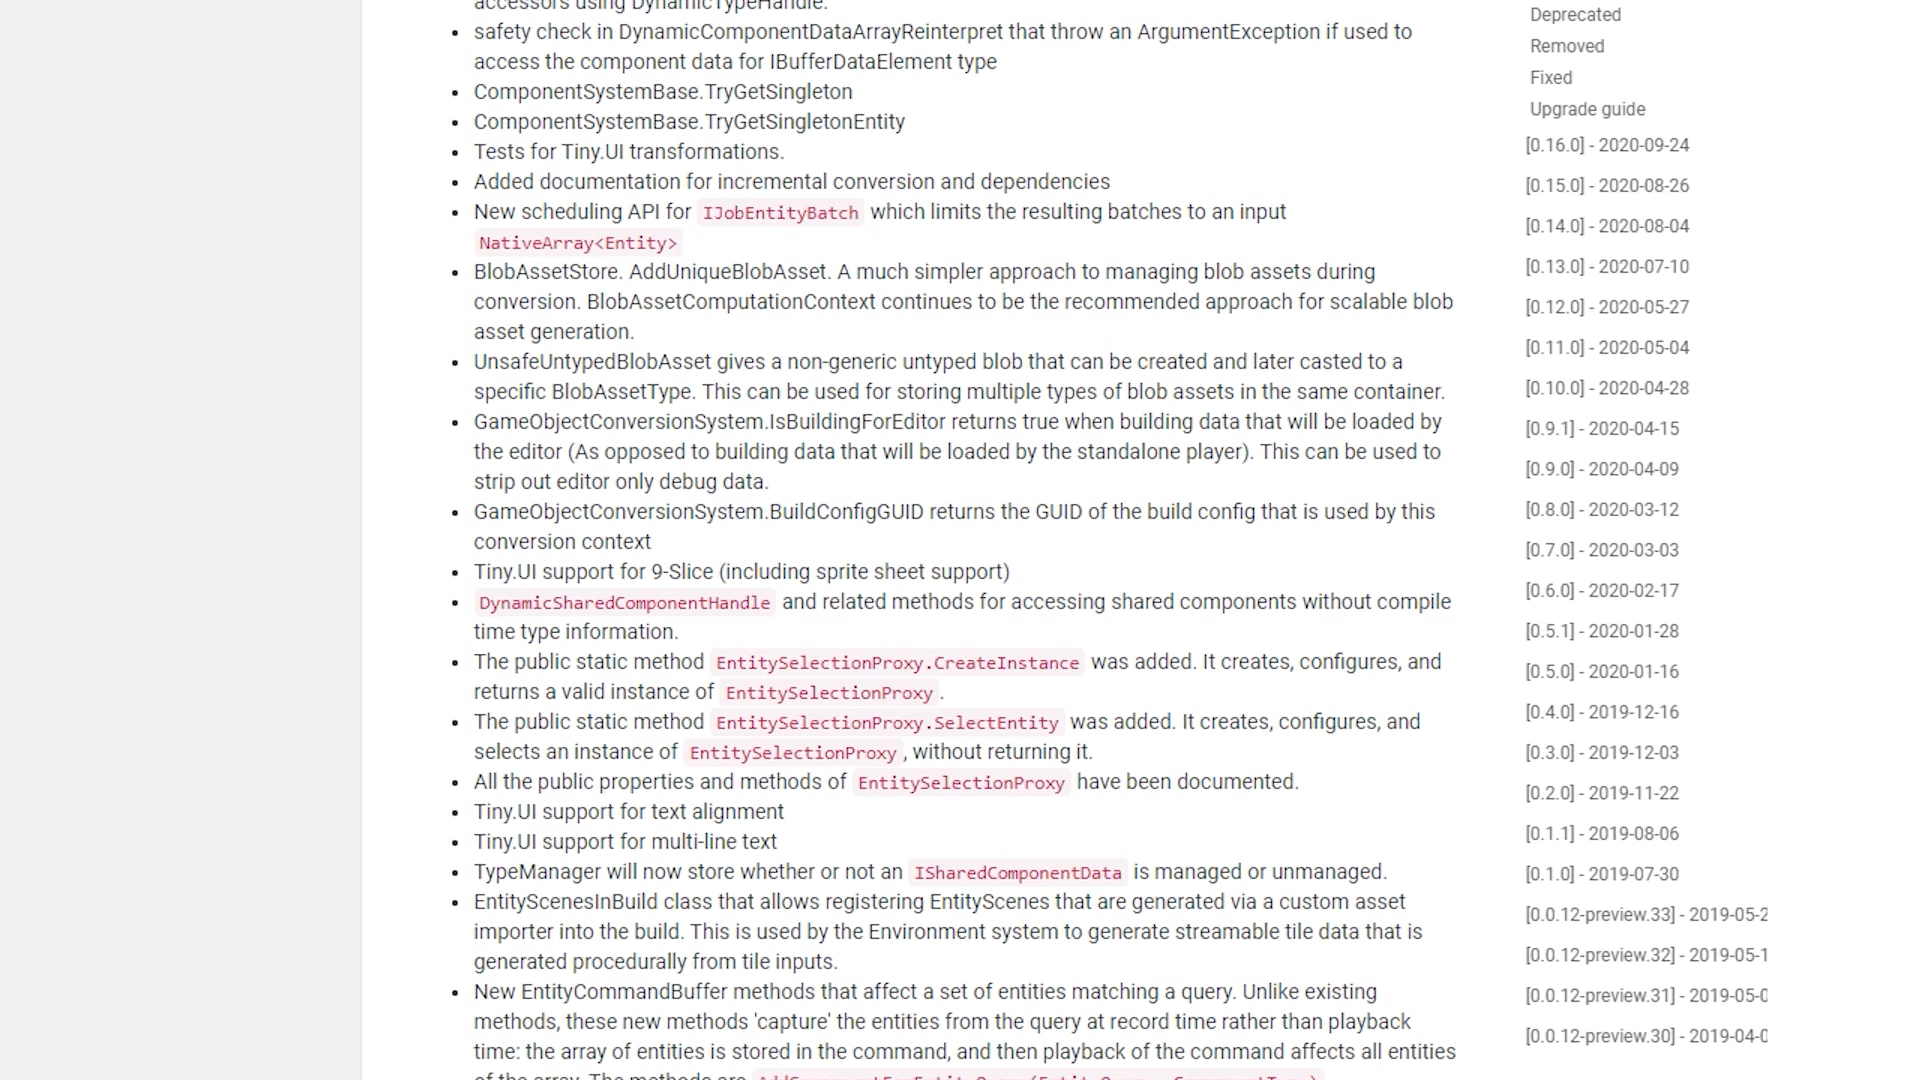 accessors using DynamicTypeHandle.
safety check in DynamicComponentDataArrayReinterpret that throw an ArgumentException if used to
access the component data for IBufferDataElement type
ComponentSystemBase.TryGetSingleton
ComponentSystemBase.TryGetSingletonEntity
Tests for Tiny.UI transformations.
Added documentation for incremental conversion and dependencies
New scheduling API for IJobEntityBatch which limits the resulting batches to an input
NativeArray<Entity>
BlobAssetStore. AddUniqueBlobAsset. A much simpler approach to managing blob assets during
conversion. BlobAssetComputationContext continues to be the recommended approach for scalable blob
asset generation.
UnsafeUntypedBlobAsset gives a non-generic untyped blob that can be created and later casted to a
specific BlobAssetType. This can be used for storing multiple types of blob assets in the same container.
GameObjectConversionSystem.IsBuildingForEditor returns true when building data that will be loaded by
the editor (As opposed to building data that will be loaded by the standalone player). This can be used to
strip out editor only debug data.
GameObjectConversionSystem.BuildConfigGUID returns the GUID of the build config that is used by this
conversion context
Tiny.UI support for 9-Slice (including sprite sheet support)
DynamicSharedComponentHandle and related methods for accessing shared components without compile
time type information.
The public static method EntitySelectionProxy.CreateInstance was added. It creates, configures, and
returns a valid instance of EntitySelectionProxy.
The public static method EntitySelectionProxy.SelectEntity was added. It creates, configures, and
selects an instance of EntitySelectionProxy, without returning it.
All the public properties and methods of EntitySelectionProxy have been documented.
Tiny.UI support for text alignment
Tiny.UI support for multi-line text
TypeManager will now store whether or not an ISharedComponentData is managed or unmanaged.
EntityScenesInBuild class that allows registering EntityScenes that are generated via a custom asset
importer into the build. This is used by the Environment system to generate streamable tile data that is
generated procedurally from tile inputs.
New EntityCommandBuffer methods that affect a set of entities matching a query. Unlike existing
methods, these new methods 'capture' the entities from the query at record time rather than playback
time: the array of entities is stored in the command, and then playback of the command affects all entities
of the array. The methods are
Deprecated
Removed
Fixed
Upgrade guide
[0.16.0] - 2020-09-24
[0.15.0] - 2020-08-26
[0.14.0] - 2020-08-04
[0.13.0] - 2020-07-10
[0.12.0] - 2020-05-27
[0.11.0] - 2020-05-04
[0.10.0] - 2020-04-28
[0.9.1] - 2020-04-15
[0.9.0] - 2020-04-09
[0.8.0] - 2020-03-12
[0.7.0] - 2020-03-03
[0.6.0] - 2020-02-17
[0.5.1] - 2020-01-28
[0.5.0] - 2020-01-16
[0.4.0] - 2019-12-16
[0.3.0] - 2019-12-03
[0.2.0] - 2019-11-22
[0.1.1] - 2019-08-06
[0.1.0] - 2019-07-30
[0.0.12-preview.33] - 2019-05-2
[0.0.12-preview.32] - 2019-05-1
[0.0.12-preview.31] - 2019-05-0
[0.0.12-preview.30] - 2019-04-0